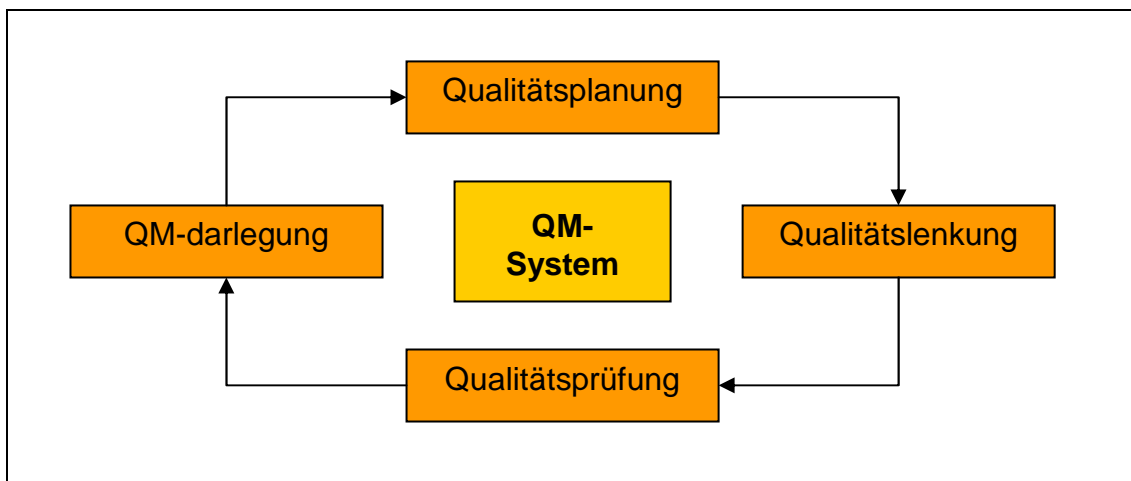 Qualitätsplanung
QM-darlegung
QM-
System
Qualitätslenkung
Qualitätsprüfung